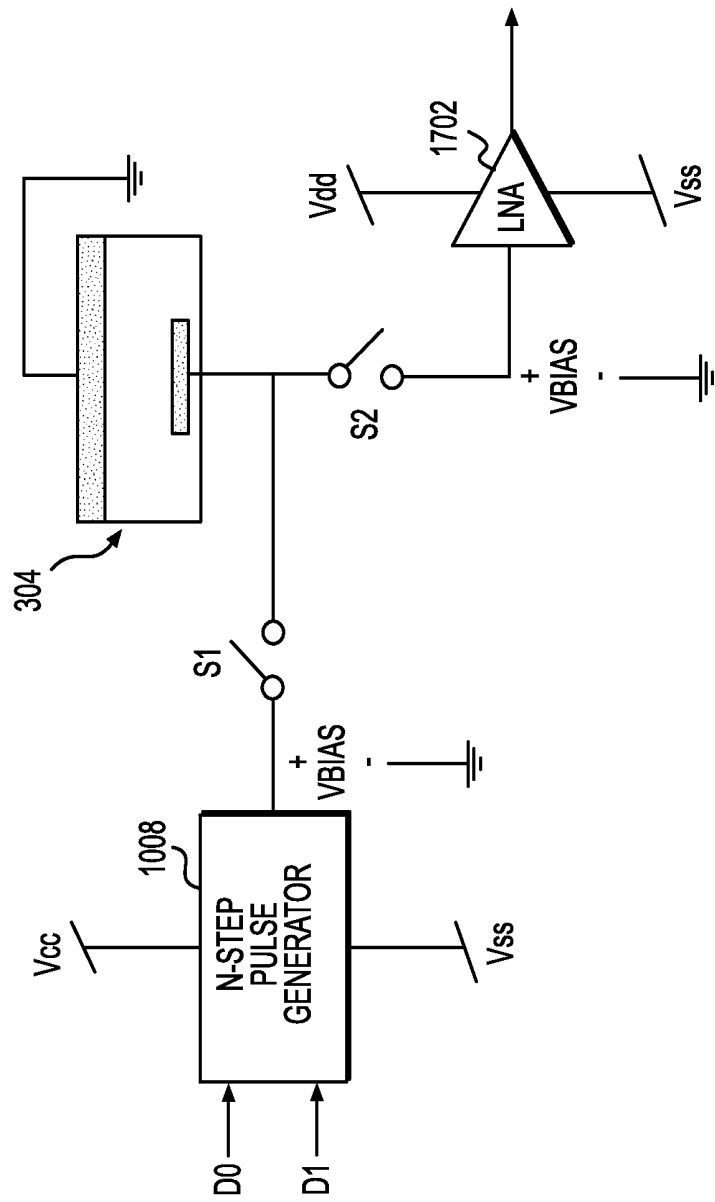 304
Vdd
1702
LNA
Vss
S2
+
VBIAS
-
S1
+
VBIAS
-
Vcc
1008
N-STEP
PULSE
GENERATOR
Vss
D0
D1